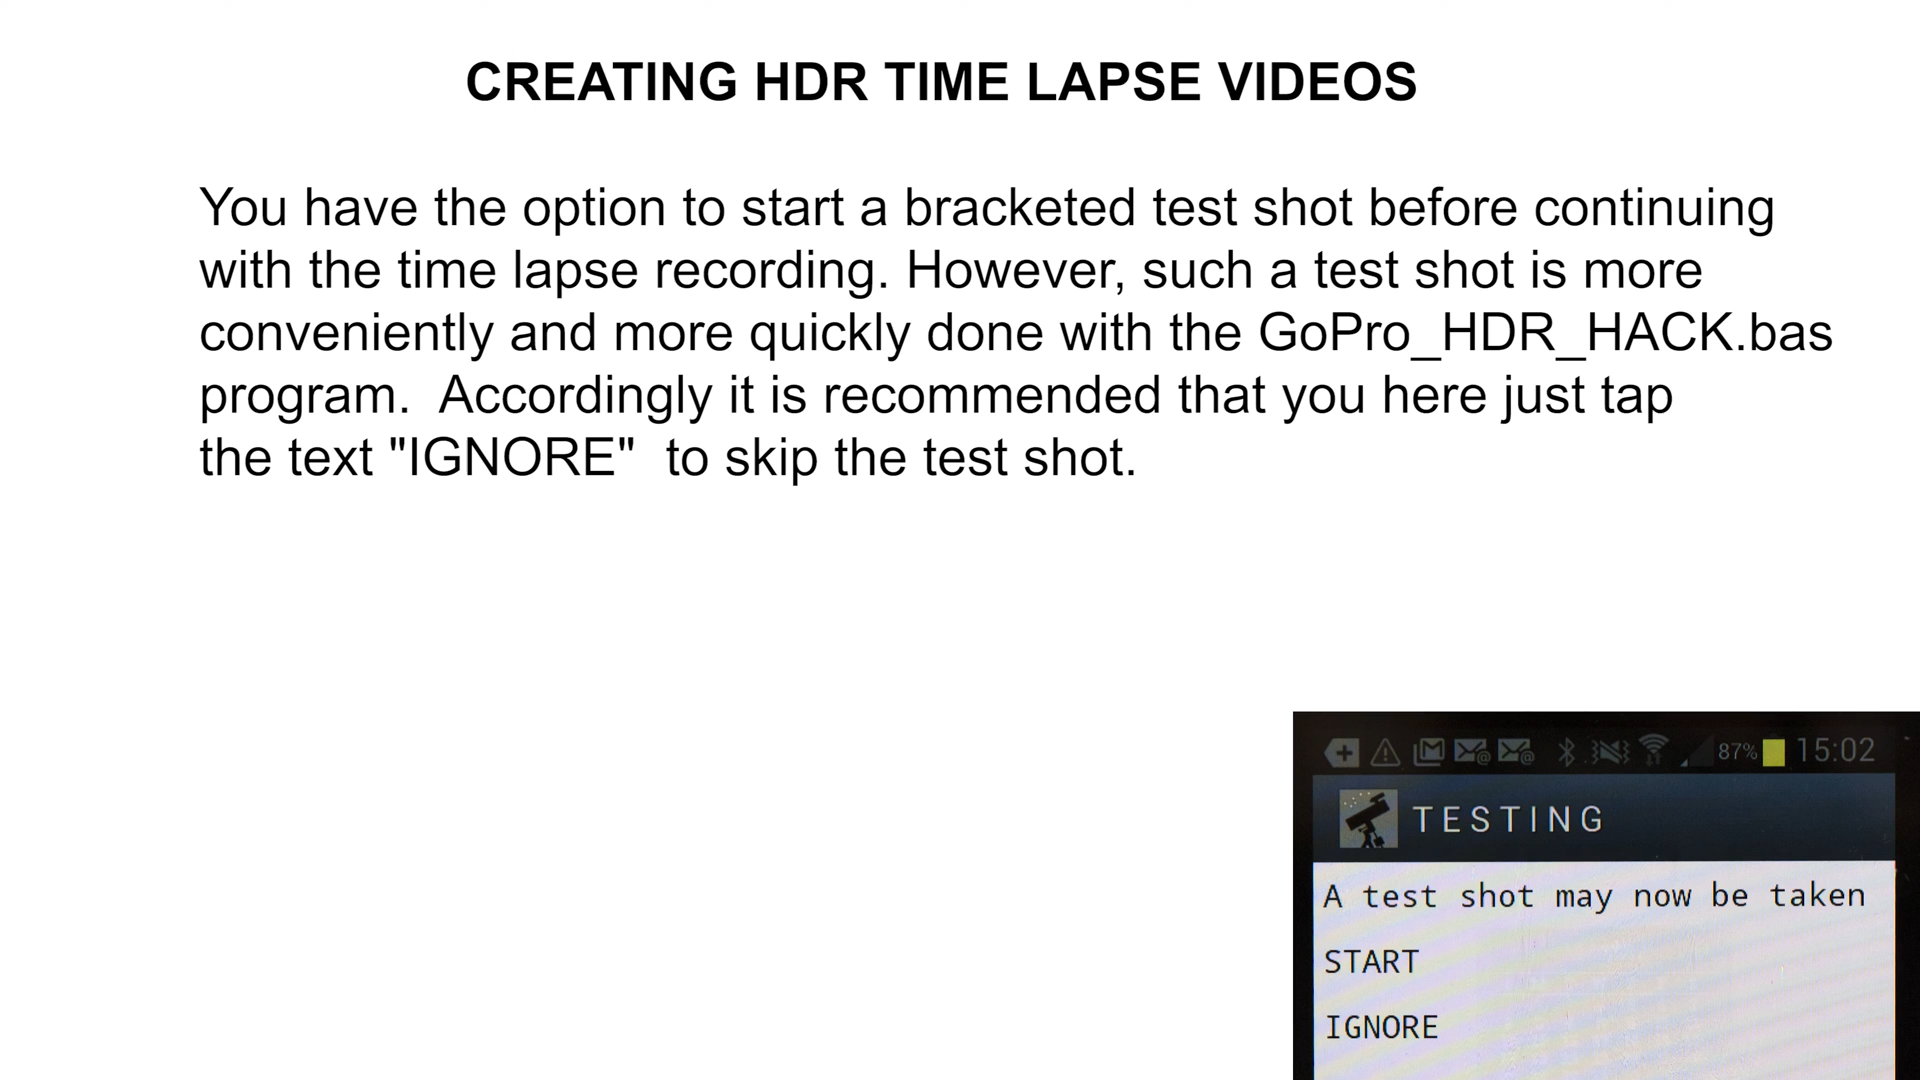 CREATING HDR TIME LAPSE VIDEOS
You have the option to start a bracketed test shot before continuing
with the time lapse recording. However, such a test shot is more
conveniently and more quickly done with the GoPro_HDR_HACK.bas
program.  Accordingly it is recommended that you here just tap
the text "IGNORE"  to skip the test shot.
87% 15:02
TESTING
A test shot may now be taken
START
IGNORE